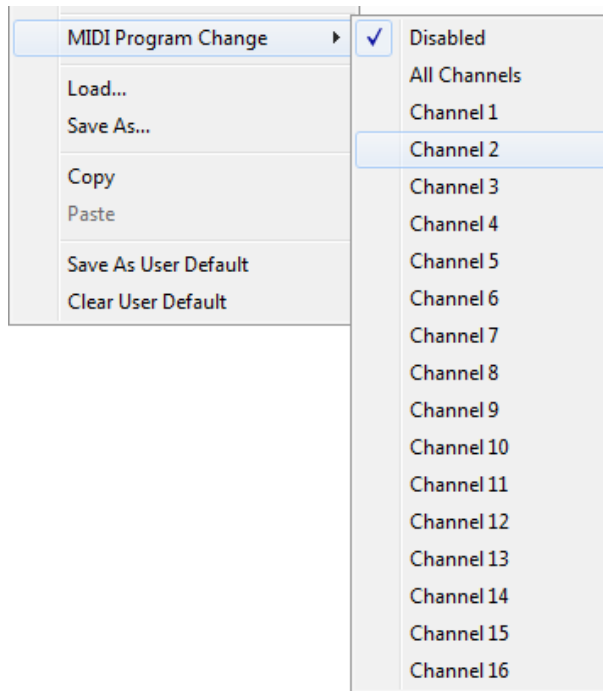 MIDI Program Change
Load...
Save As...
Copy
Paste
Save As User Default
Clear User Default
Disabled
All Channels
Channel 1
Channel 2
Channel 3
Channel 4
Channel 5
Channel 6
Channel 7
Channel 8
Channel 9
Channel 10
Channel 11
Channel 12
Channel 13
Channel 14
Channel 15
Channel 16